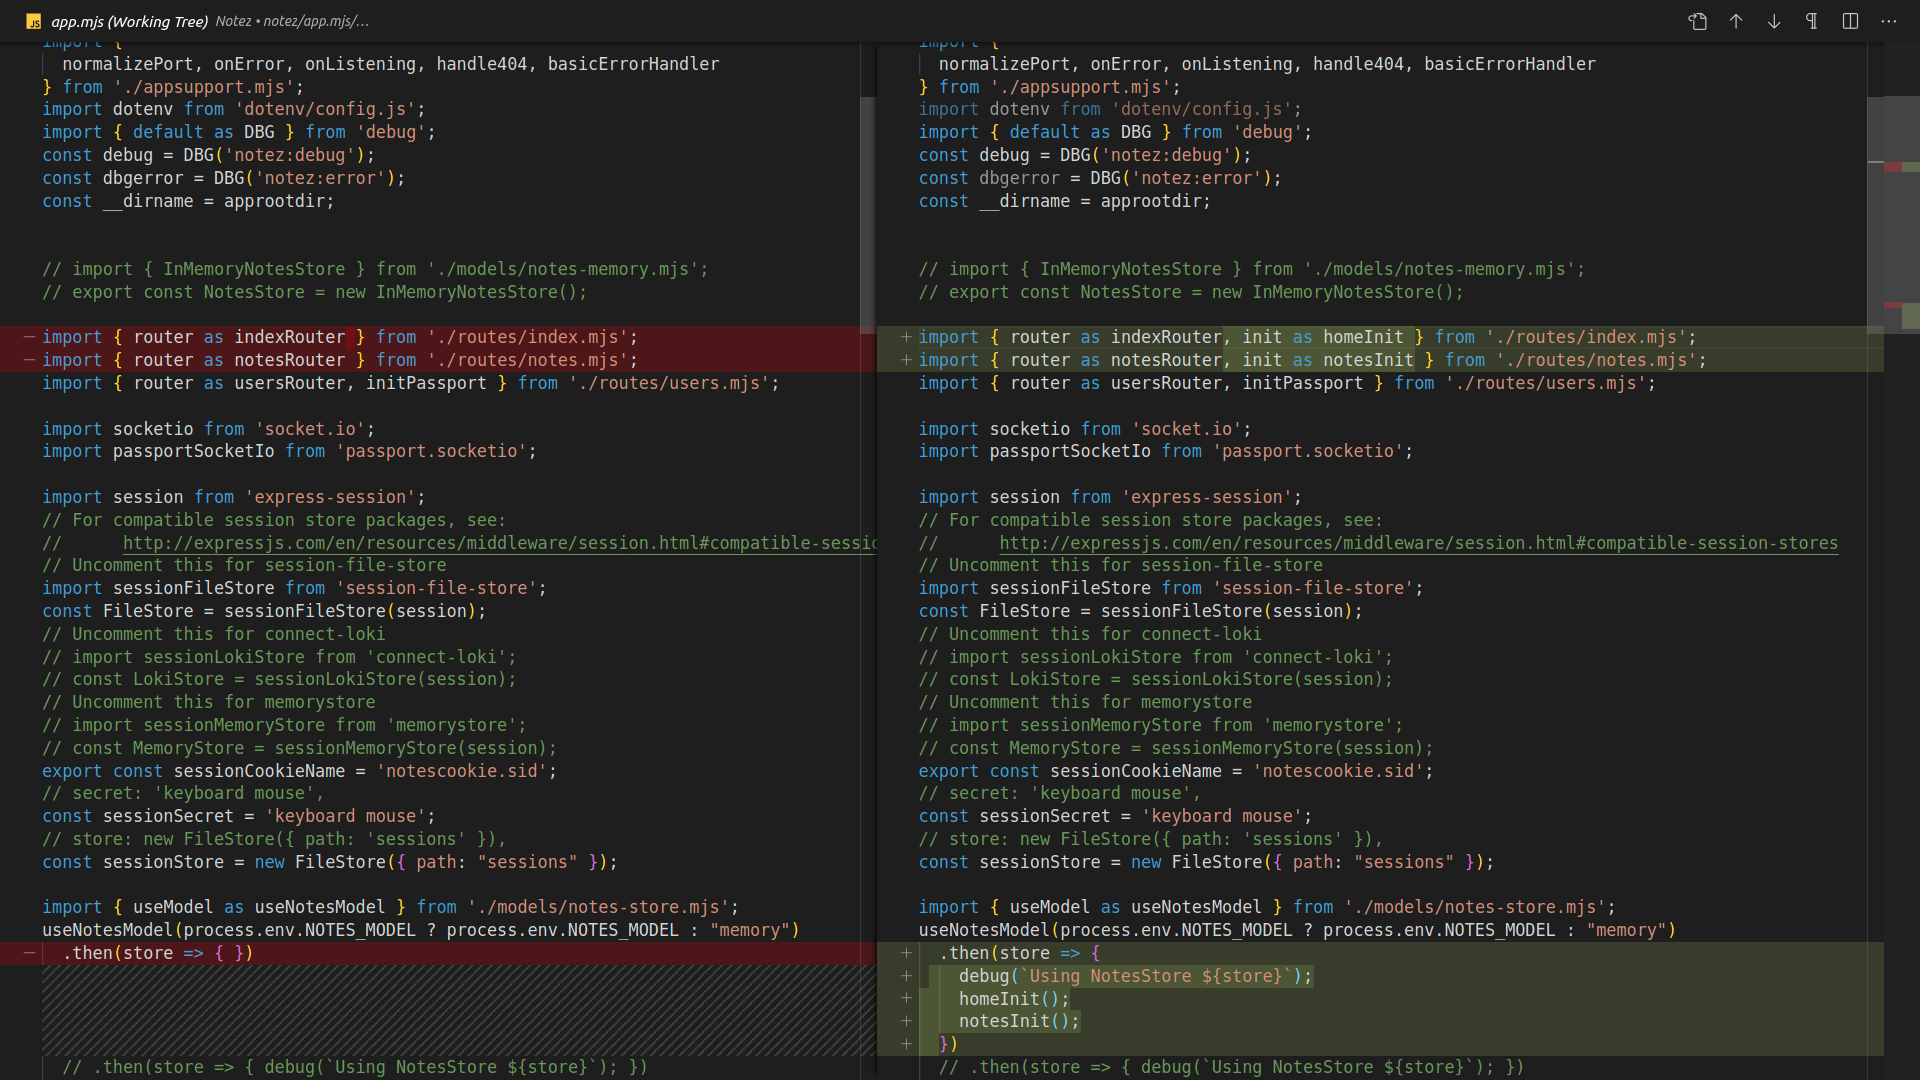 app.mjs (Working Tree) Notez • notez/app.mjs/…
import {
  normalizePort, onError, onListening, handle404, basicErrorHandler
} from './appsupport.mjs';
import dotenv from 'dotenv/config.js';
import { default as DBG } from 'debug';
const debug = DBG('notez:debug');
const dbgerror = DBG('notez:error');
const __dirname = approotdir;
// import { InMemoryNotesStore } from './models/notes-memory.mjs';
// export const NotesStore = new InMemoryNotesStore();
− import { router as indexRouter } from './routes/index.mjs';
− import { router as notesRouter } from './routes/notes.mjs';
import { router as usersRouter, initPassport } from './routes/users.mjs';
import socketio from 'socket.io';
import passportSocketIo from 'passport.socketio';
import session from 'express-session';
// For compatible session store packages, see:
//      http://expressjs.com/en/resources/middleware/session.html#compatible-sessio
// Uncomment this for session-file-store
import sessionFileStore from 'session-file-store';
const FileStore = sessionFileStore(session);
// Uncomment this for connect-loki
// import sessionLokiStore from 'connect-loki';
// const LokiStore = sessionLokiStore(session);
// Uncomment this for memorystore
// import sessionMemoryStore from 'memorystore';
// const MemoryStore = sessionMemoryStore(session);
export const sessionCookieName = 'notescookie.sid';
// secret: 'keyboard mouse',
const sessionSecret = 'keyboard mouse';
// store: new FileStore({ path: 'sessions' }),
const sessionStore = new FileStore({ path: "sessions" });
import { useModel as useNotesModel } from './models/notes-store.mjs';
useNotesModel(process.env.NOTES_MODEL ? process.env.NOTES_MODEL : "memory")
−   .then(store => { })
  // .then(store => { debug(`Using NotesStore ${store}`); })
import {
  normalizePort, onError, onListening, handle404, basicErrorHandler
} from './appsupport.mjs';
import dotenv from 'dotenv/config.js';
import { default as DBG } from 'debug';
const debug = DBG('notez:debug');
const dbgerror = DBG('notez:error');
const __dirname = approotdir;
// import { InMemoryNotesStore } from './models/notes-memory.mjs';
// export const NotesStore = new InMemoryNotesStore();
+ import { router as indexRouter, init as homeInit } from './routes/index.mjs';
+ import { router as notesRouter, init as notesInit } from './routes/notes.mjs';
import { router as usersRouter, initPassport } from './routes/users.mjs';
import socketio from 'socket.io';
import passportSocketIo from 'passport.socketio';
import session from 'express-session';
// For compatible session store packages, see:
//      http://expressjs.com/en/resources/middleware/session.html#compatible-session-stores
// Uncomment this for session-file-store
import sessionFileStore from 'session-file-store';
const FileStore = sessionFileStore(session);
// Uncomment this for connect-loki
// import sessionLokiStore from 'connect-loki';
// const LokiStore = sessionLokiStore(session);
// Uncomment this for memorystore
// import sessionMemoryStore from 'memorystore';
// const MemoryStore = sessionMemoryStore(session);
export const sessionCookieName = 'notescookie.sid';
// secret: 'keyboard mouse',
const sessionSecret = 'keyboard mouse';
// store: new FileStore({ path: 'sessions' }),
const sessionStore = new FileStore({ path: "sessions" });
import { useModel as useNotesModel } from './models/notes-store.mjs';
useNotesModel(process.env.NOTES_MODEL ? process.env.NOTES_MODEL : "memory")
+   .then(store => {
+     debug(`Using NotesStore ${store}`);
+     homeInit();
+     notesInit();
+   })
  // .then(store => { debug(`Using NotesStore ${store}`); })